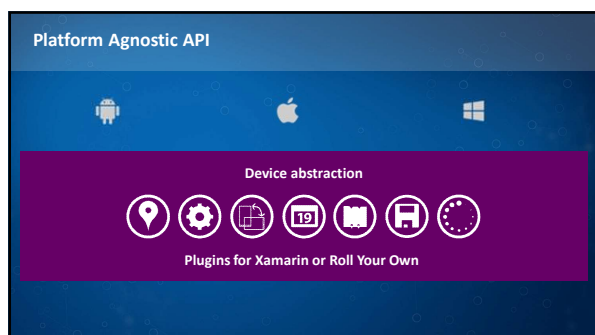 Platform Agnostic API
Device abstraction
19
Plugins for Xamarin or Roll Your Own